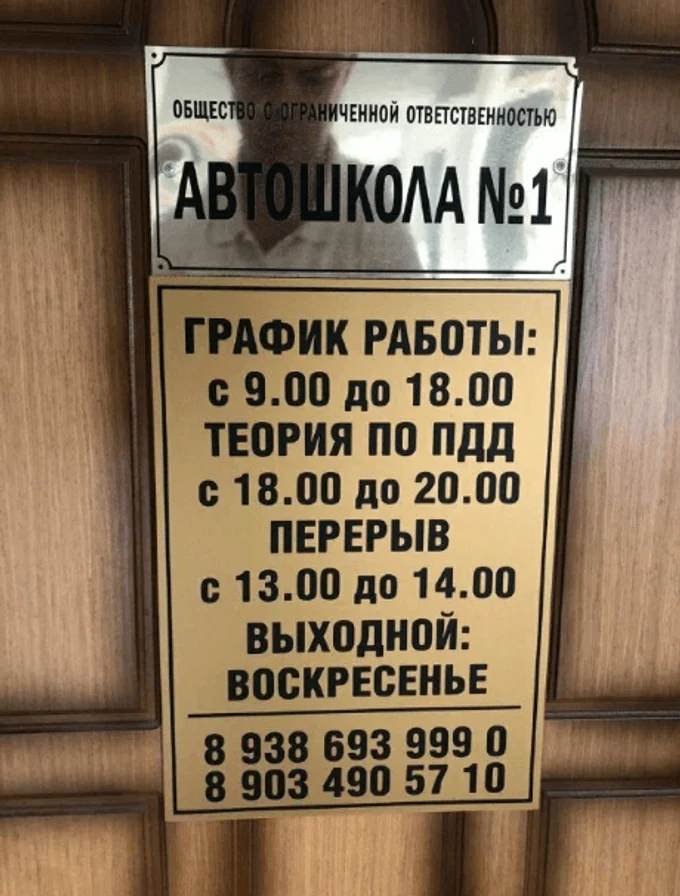 ОБЩЕСТВО С ОГРАНИЧЕННОЙ ОТВЕТСТВЕННОСТЬЮ
АВТОШКОЛА №1
ГРАФИК РАБОТЫ:
с 9.00 до 18.00
ТЕОРИЯ ПО ПДД
с 18.00 до 20.00
ПЕРЕРЫВ
с 13.00 до 14.00
ВЫХОДНОЙ:
ВОСКРЕСЕНЬЕ
8 938 693 999 0
8 903 490 57 10